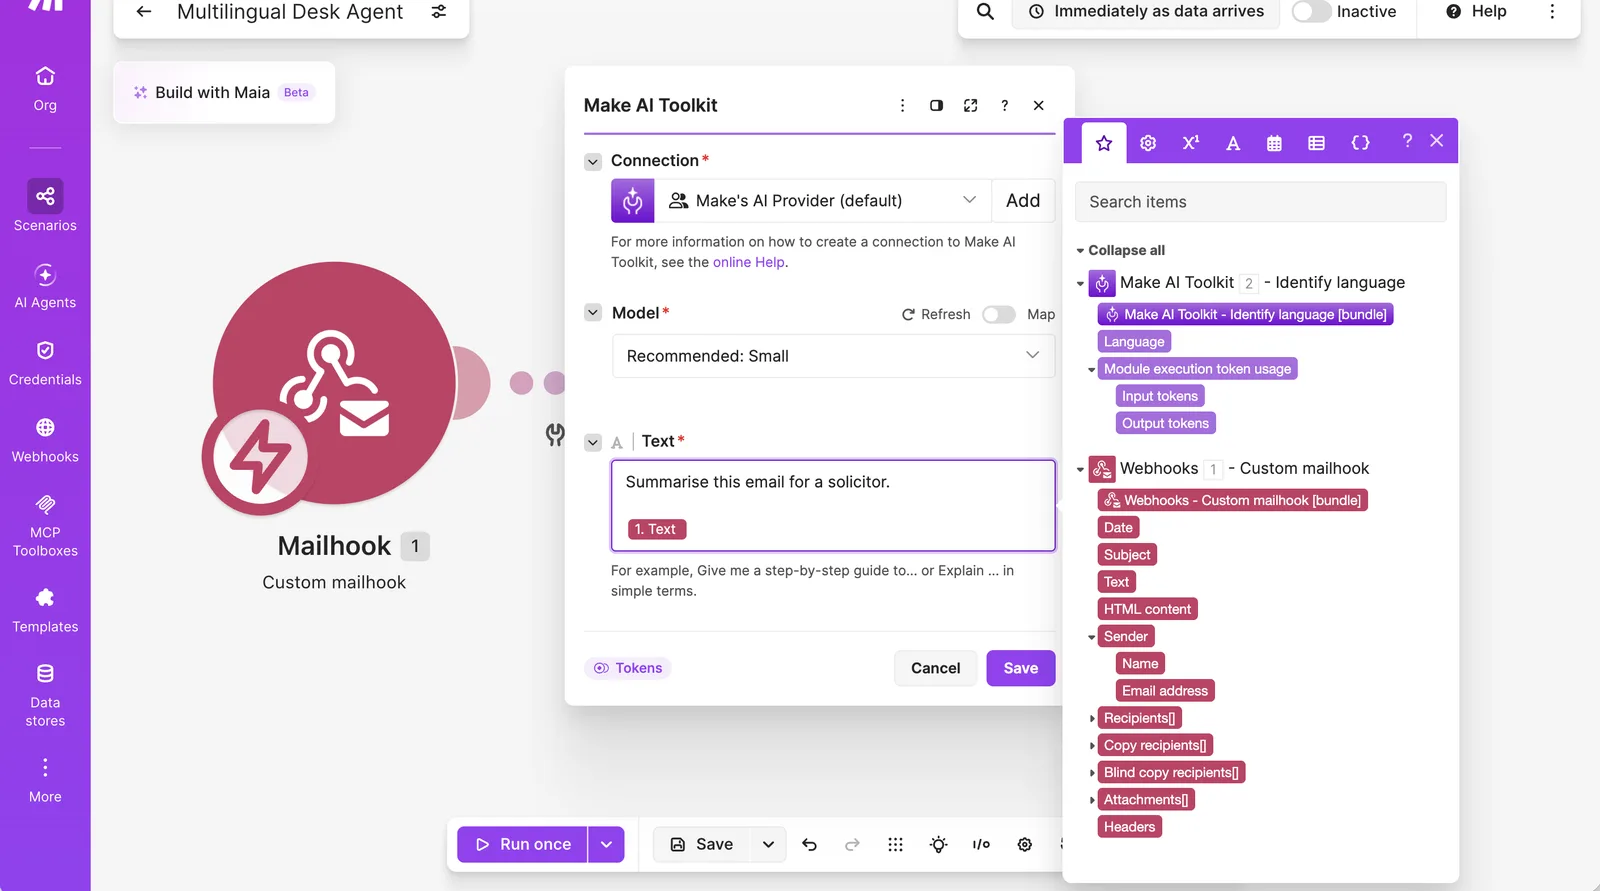 Multilingual Desk Agent
Immediately as data arrives
Inactive
Help
Org
Scenarios
AI Agents
Credentials
Webhooks
MCP
Toolboxes
Templates
Data
stores
More
Build with Maia Beta
Mailhook 1
Custom mailhook
Make AI Toolkit
?
Connection*
Make's AI Provider (default)
Add
For more information on how to create a connection to Make AI
Toolkit, see the online Help.
Model*
Refresh
Map
Recommended: Small
A
Text*
Summarise this email for a solicitor.
1. Text
For example, Give me a step-by-step guide to... or Explain ... in
simple terms.
Tokens
Cancel
Save
X¹
A
?
Search items
Collapse all
Make AI Toolkit 2 - Identify language
Make AI Toolkit - Identify language [bundle]
Language
Module execution token usage
Input tokens
Output tokens
Webhooks 1 - Custom mailhook
Webhooks - Custom mailhook [bundle]
Date
Subject
Text
HTML content
Sender
Name
Email address
Recipients[]
Copy recipients[]
Blind copy recipients[]
Attachments[]
Headers
Run once
Save
I/O